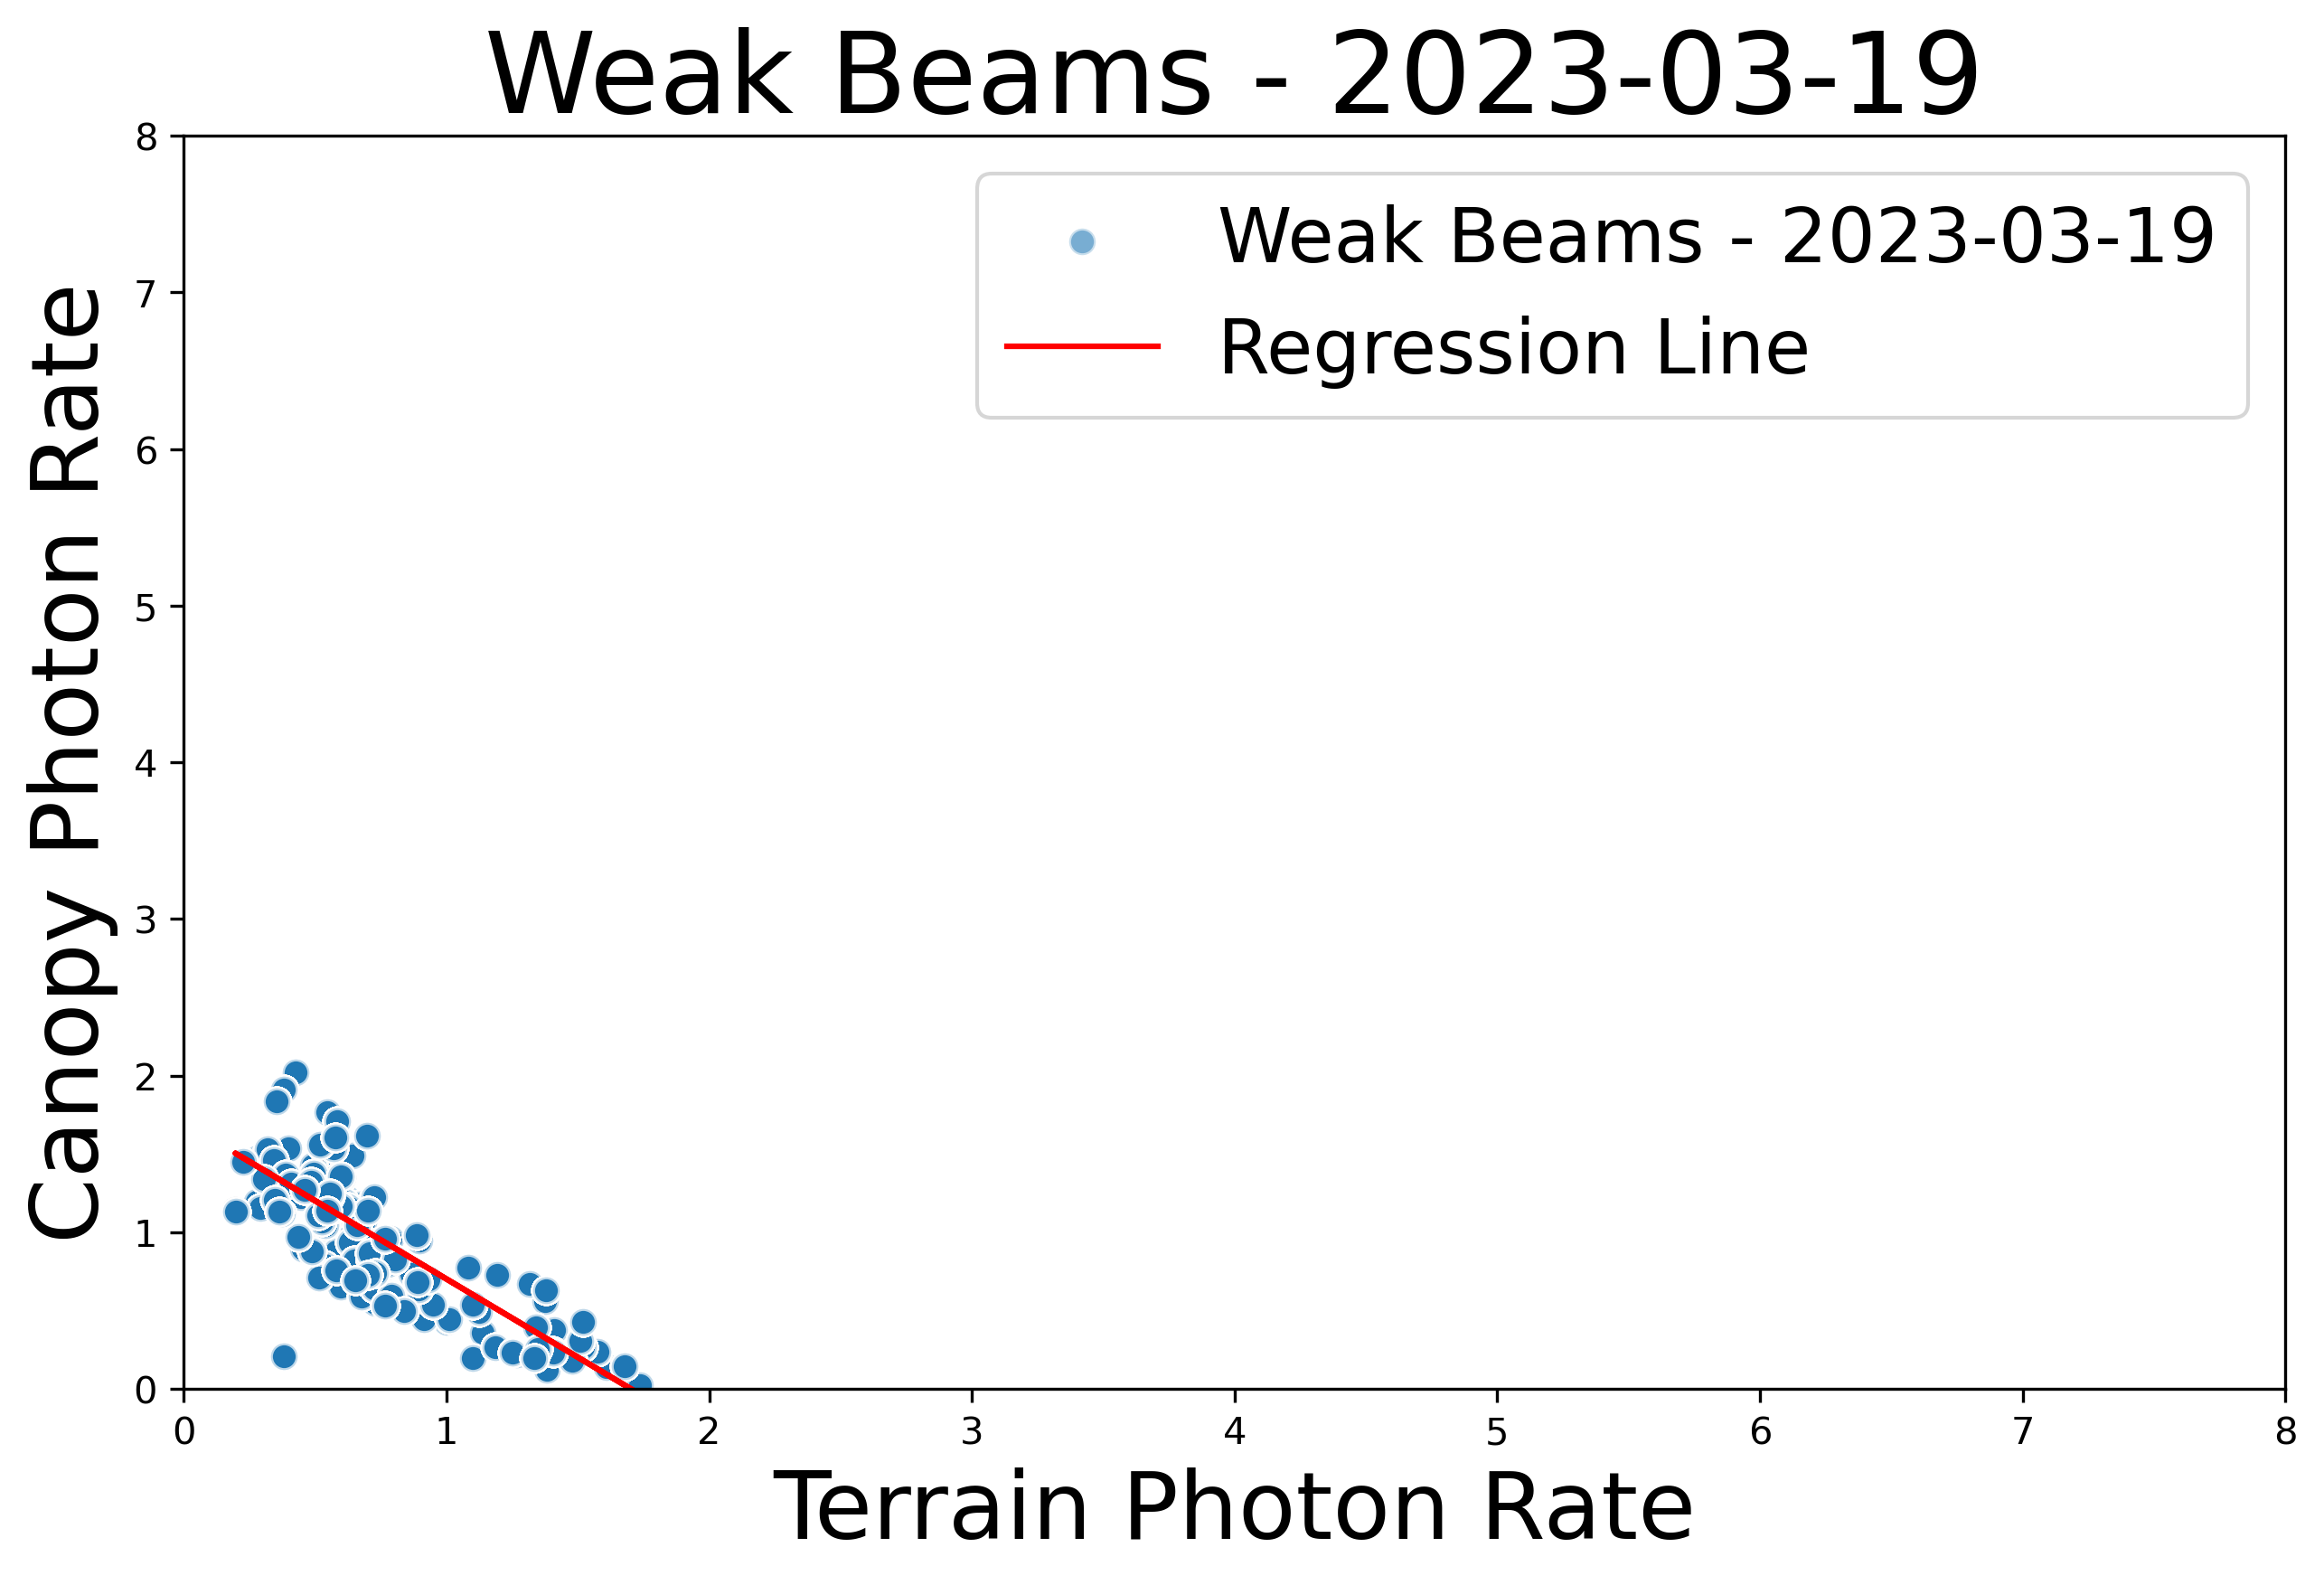 Weak Beams - 2023-03-19
Weak Beams - 2023-03-19
Regression Line
Canopy Photon Rate
8
7
6
5
4
3
2
1
0
0 1 2 3 4 5 6 7 8
Terrain Photon Rate